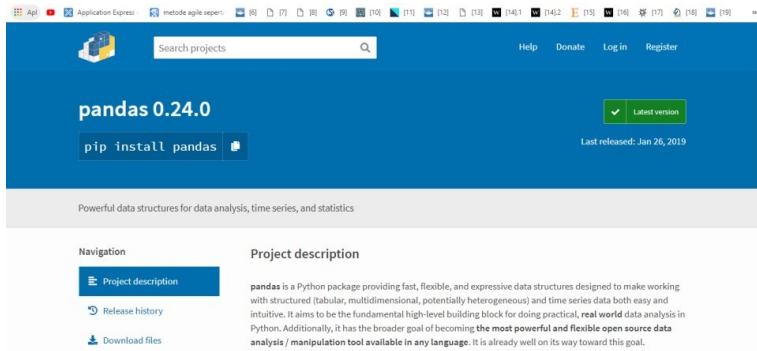 Apl
Application Express
metode agile sepert:
[6]
[7]
[8]
[9]
[10]
[11]
[12]
[13]
[14].1
[14].2
[15]
[16]
[17]
[18]
[19]
Search projects
Help
Donate
Log in
Register
pandas 0.24.0
Latest version
pip install pandas
Last released: Jan 26, 2019
Powerful data structures for data analysis, time series, and statistics
Navigation
Project description
Release history
Download files
Project description
pandas is a Python package providing fast, flexible, and expressive data structures designed to make working
with structured (tabular, multidimensional, potentially heterogeneous) and time series data both easy and
intuitive. It aims to be the fundamental high-level building block for doing practical, real world data analysis in
Python. Additionally, it has the broader goal of becoming the most powerful and flexible open source data
analysis / manipulation tool available in any language. It is already well on its way toward this goal.